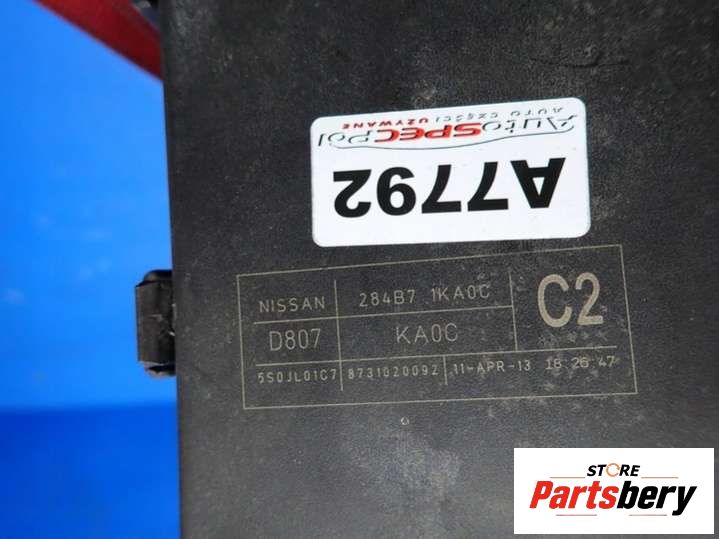 AutoSPECPol
AUTO CZĘŚCI UŻYWANE
A7792
NISSAN 284B7 1KA0C C2
D807 KA0C
5S0JL01C7 8731020092 11-APR-13 18:26:47
STORE
Partsbery